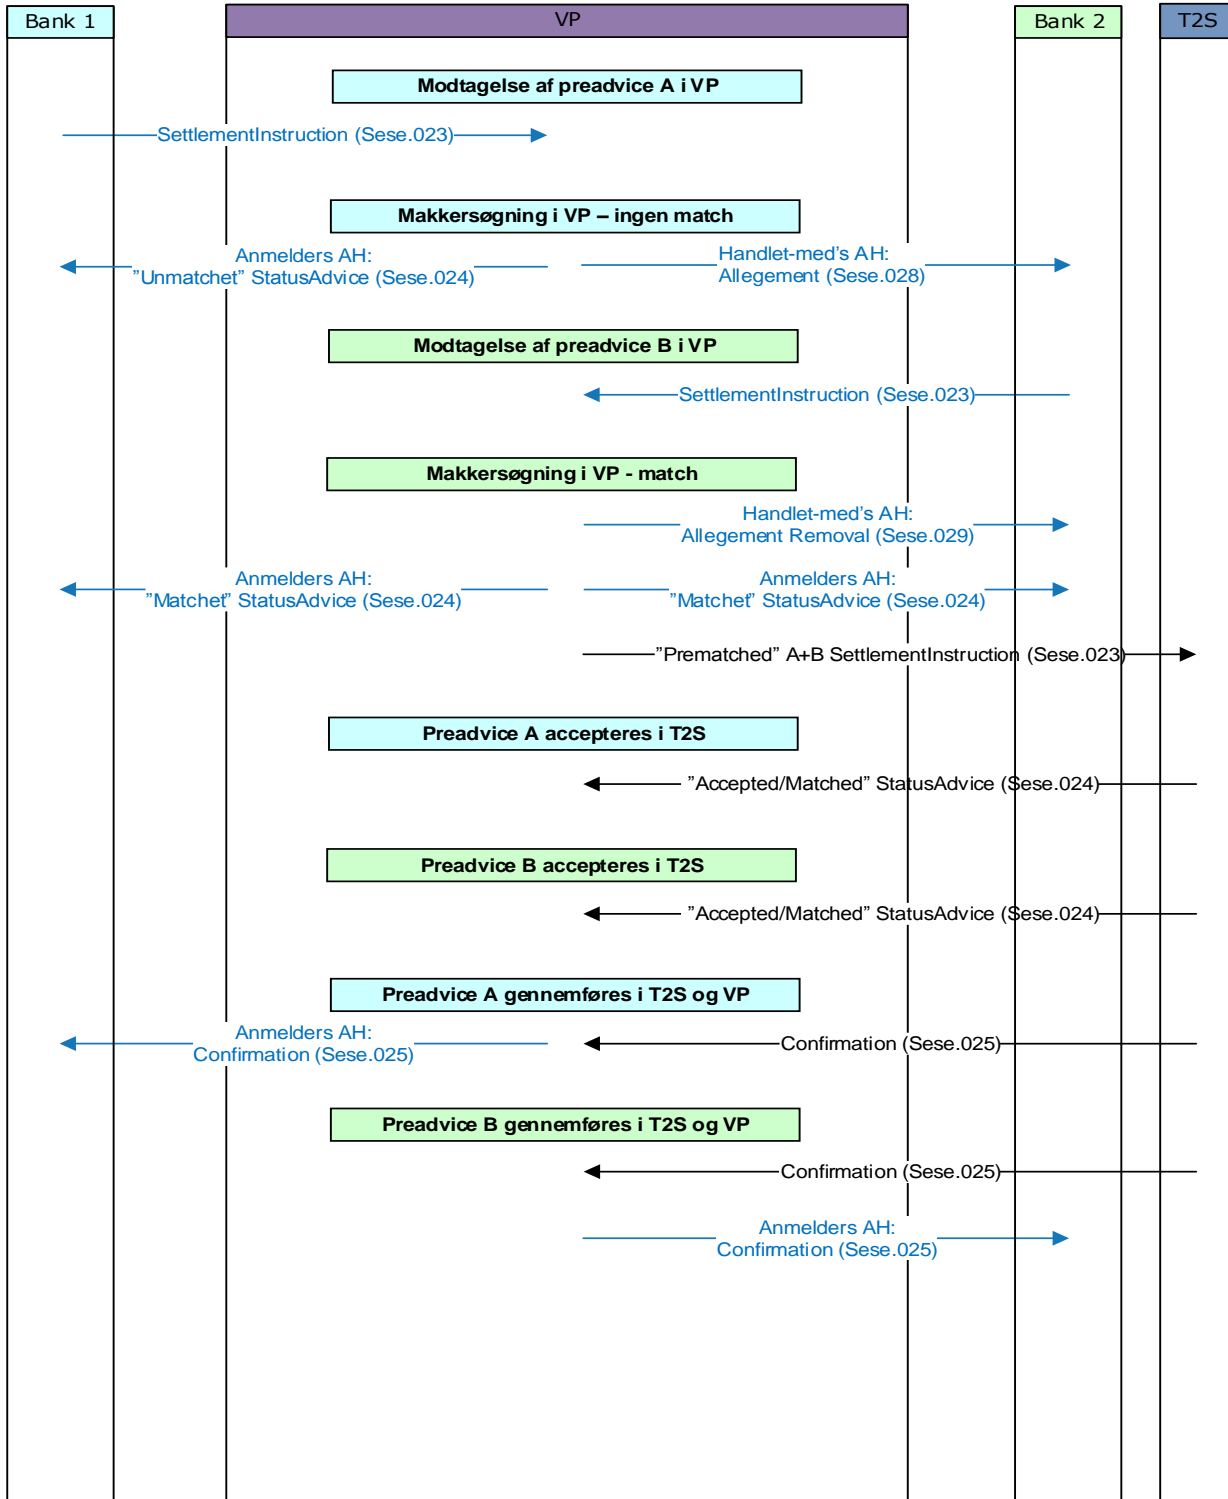 Bank 1
VP
Bank 2
T2S
Modtagelse af preadvice A i VP
SettlementInstruction (Sese.023)
Makkersøgning i VP – ingen match
Anmelders AH:
”Unmatchet” StatusAdvice (Sese.024)
Handlet-med’s AH:
Allegement (Sese.028)
Modtagelse af preadvice B i VP
SettlementInstruction (Sese.023)
Makkersøgning i VP - match
Handlet-med’s AH:
Allegement Removal (Sese.029)
Anmelders AH:
”Matchet” StatusAdvice (Sese.024)
Anmelders AH:
”Matchet” StatusAdvice (Sese.024)
”Prematched” A+B SettlementInstruction (Sese.023)
Preadvice A accepteres i T2S
”Accepted/Matched” StatusAdvice (Sese.024)
Preadvice B accepteres i T2S
”Accepted/Matched” StatusAdvice (Sese.024)
Preadvice A gennemføres i T2S og VP
Anmelders AH:
Confirmation (Sese.025)
Confirmation (Sese.025)
Preadvice B gennemføres i T2S og VP
Confirmation (Sese.025)
Anmelders AH:
Confirmation (Sese.025)